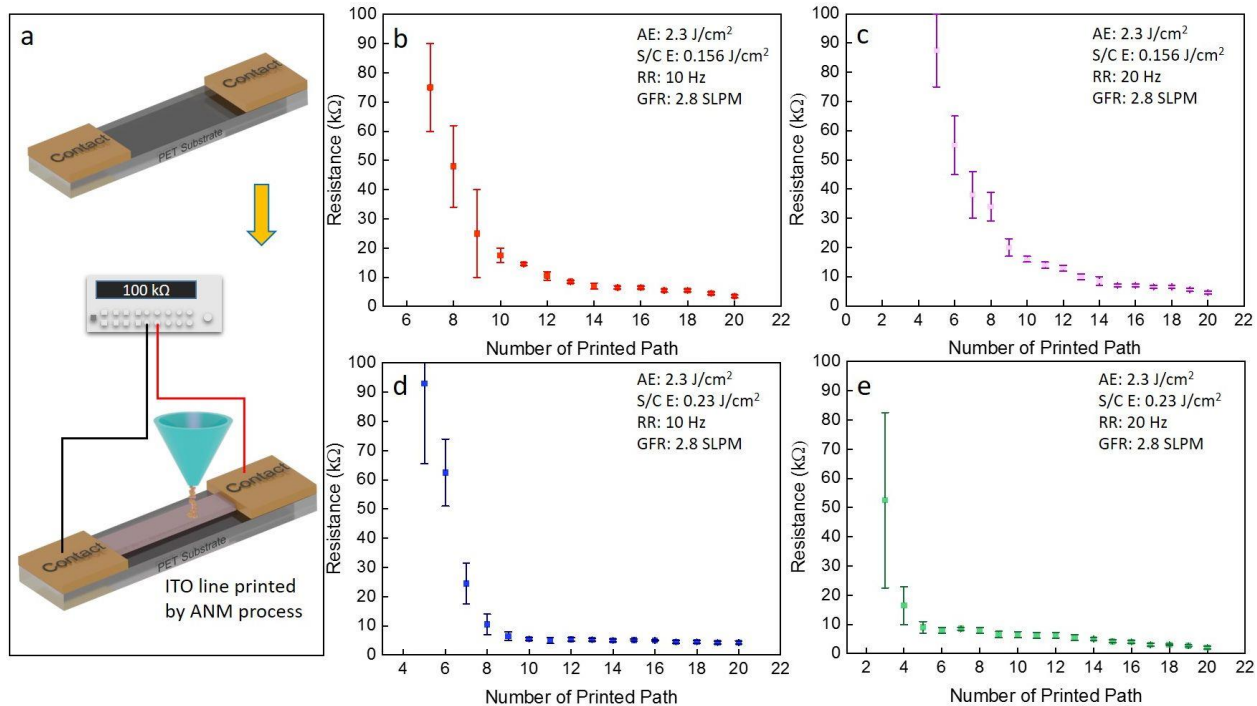 a
Contact
Contact
PET Substrate
100 kΩ
Contact
Contact
PET Substrate
ITO line printed
by ANM process
b
AE: 2.3 J/cm²
S/C E: 0.156 J/cm²
RR: 10 Hz
GFR: 2.8 SLPM
Resistance (kΩ)
100
90
80
70
60
50
40
30
20
10
0
6 8 10 12 14 16 18 20 22
Number of Printed Path
c
AE: 2.3 J/cm²
S/C E: 0.156 J/cm²
RR: 20 Hz
GFR: 2.8 SLPM
Resistance (kΩ)
100
90
80
70
60
50
40
30
20
10
0
0 2 4 6 8 10 12 14 16 18 20 22
Number of Printed Path
d
AE: 2.3 J/cm²
S/C E: 0.23 J/cm²
RR: 10 Hz
GFR: 2.8 SLPM
Resistance (kΩ)
100
90
80
70
60
50
40
30
20
10
0
4 6 8 10 12 14 16 18 20 22
Number of Printed Path
e
AE: 2.3 J/cm²
S/C E: 0.23 J/cm²
RR: 20 Hz
GFR: 2.8 SLPM
Resistance (kΩ)
100
90
80
70
60
50
40
30
20
10
0
2 4 6 8 10 12 14 16 18 20 22
Number of Printed Path